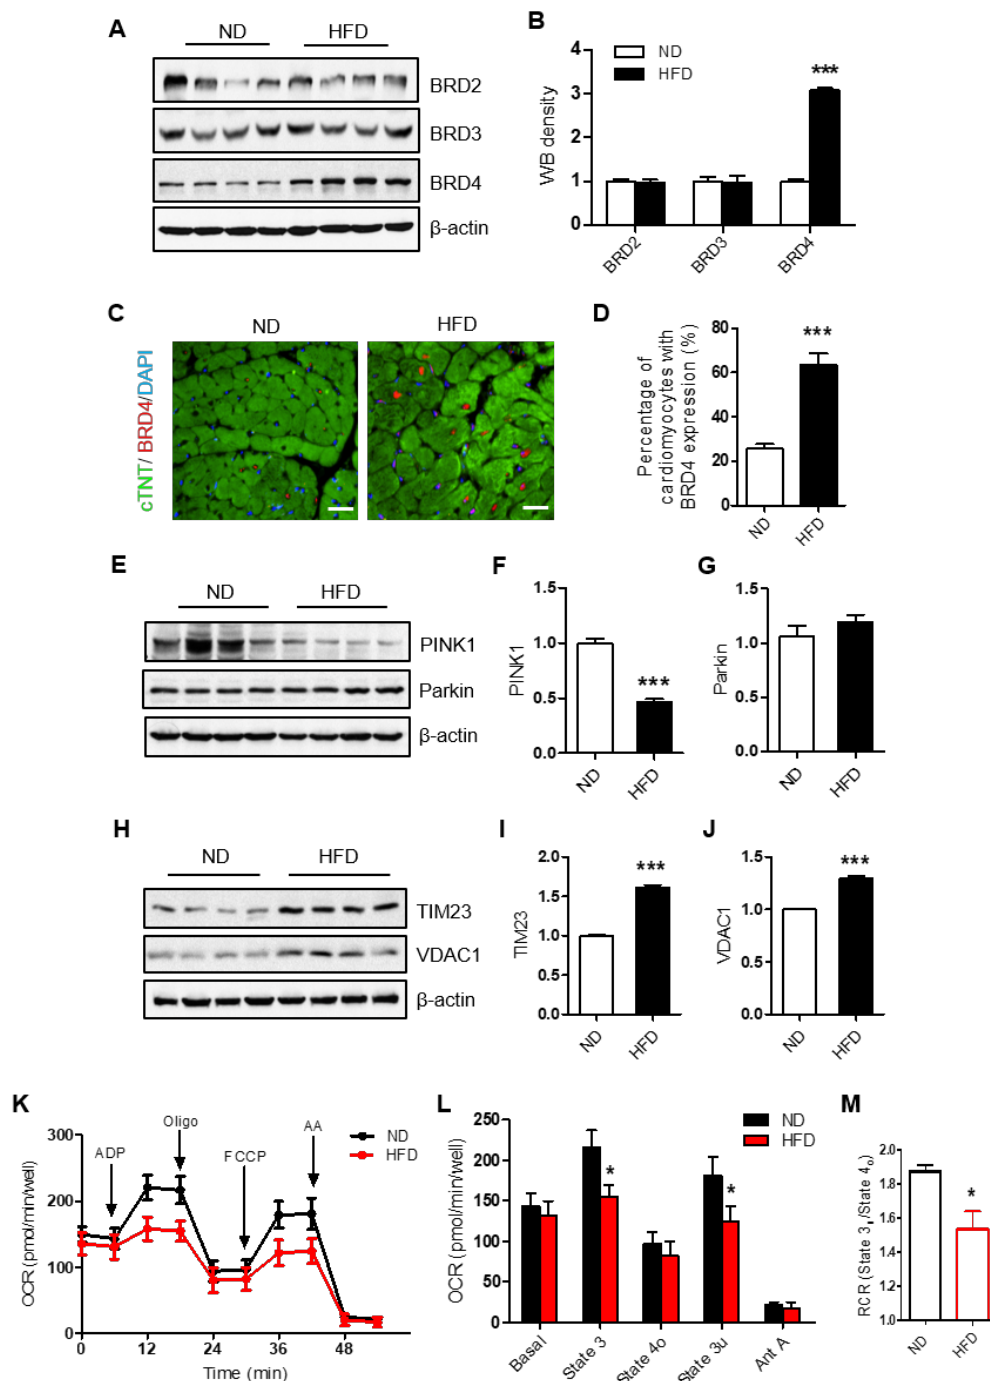 A
ND HFD
BRD2
BRD3
BRD4
β-actin
B
ND
HFD
WB density
4
3
2
1
0
***
BRD2 BRD3 BRD4
C
ND HFD
cTNT/ BRD4/DAPI
D
Percentage of
cardiomyocytes with
BRD4 expression (%)
80
60
40
20
0
***
ND HFD
E
ND HFD
PINK1
Parkin
β-actin
F
PINK1
1.5
1.0
0.5
0.0
***
ND HFD
G
Parkin
1.5
1.0
0.5
0.0
ND HFD
H
ND HFD
TIM23
VDAC1
β-actin
I
TIM23
2.0
1.5
1.0
0.5
0.0
***
ND HFD
J
VDAC1
1.5
1.0
0.5
0.0
***
ND HFD
K
OCR (pmol/min/well)
300
200
100
0
ADP Oligo FCCP AA
ND
HFD
0 12 24 36 48
Time (min)
L
OCR (pmol/min/well)
250
200
150
100
50
0
ND
HFD
* *
Basal State 3 State 4o State 3u Ant A
M
2.0
1.8
1.6
1.4
1.2
1.0
*
ND HFD